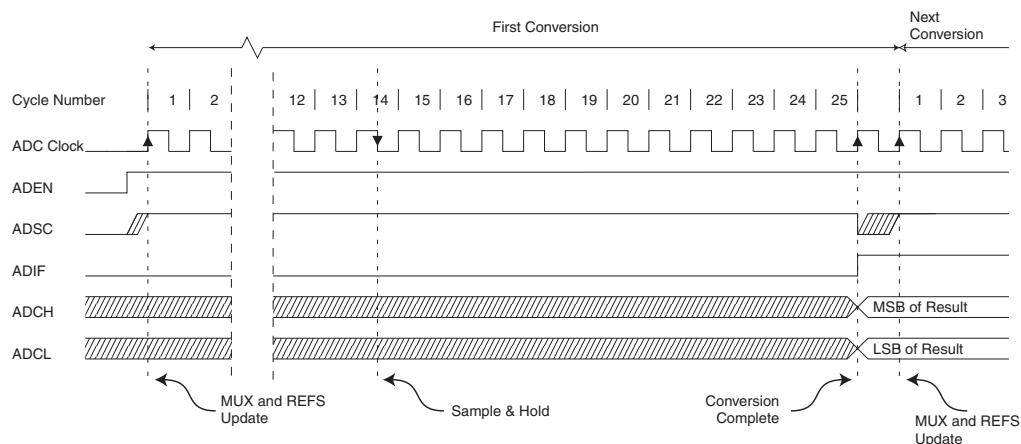 First Conversion
Next
Conversion
Cycle Number 1 2 12 13 14 15 16 17 18 19 20 21 22 23 24 25 1 2 3
ADC Clock
ADEN
ADSC
ADIF
ADCH MSB of Result
ADCL LSB of Result
MUX and REFS
Update
Sample & Hold
Conversion
Complete
MUX and REFS
Update